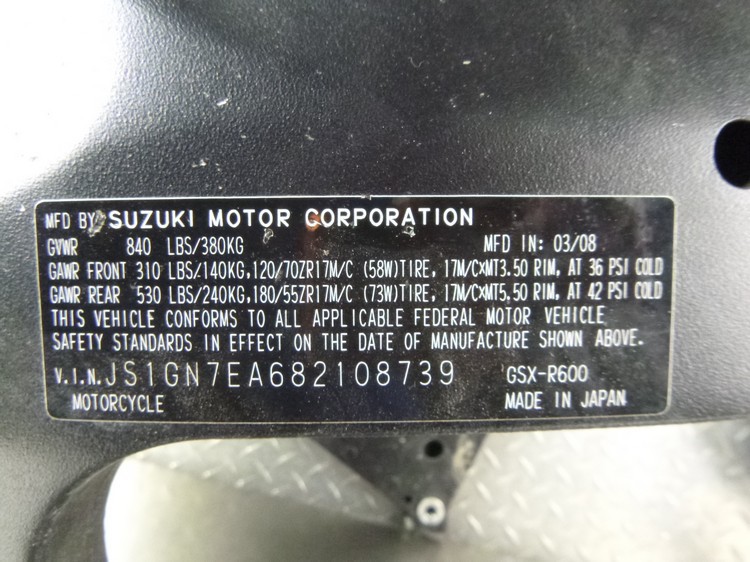 MFD BY SUZUKI MOTOR CORPORATION
GVWR 840 LBS/380KG MFD IN: 03/08
GAWR FRONT 310 LBS/140KG,120/70ZR17M/C (58W)TIRE, 17M/C×MT3.50 RIM, AT 36 PSI COLD
GAWR REAR 530 LBS/240KG,180/55ZR17M/C (73W)TIRE, 17M/C×MT5.50 RIM, AT 42 PSI COLD
THIS VEHICLE CONFORMS TO ALL APPLICABLE FEDERAL MOTOR VEHICLE
SAFETY STANDARDS IN EFFECT ON THE DATE OF MANUFACTURE SHOWN ABOVE.
V.I.N. JS1GN7EA682108739 GSX-R600
MOTORCYCLE MADE IN JAPAN